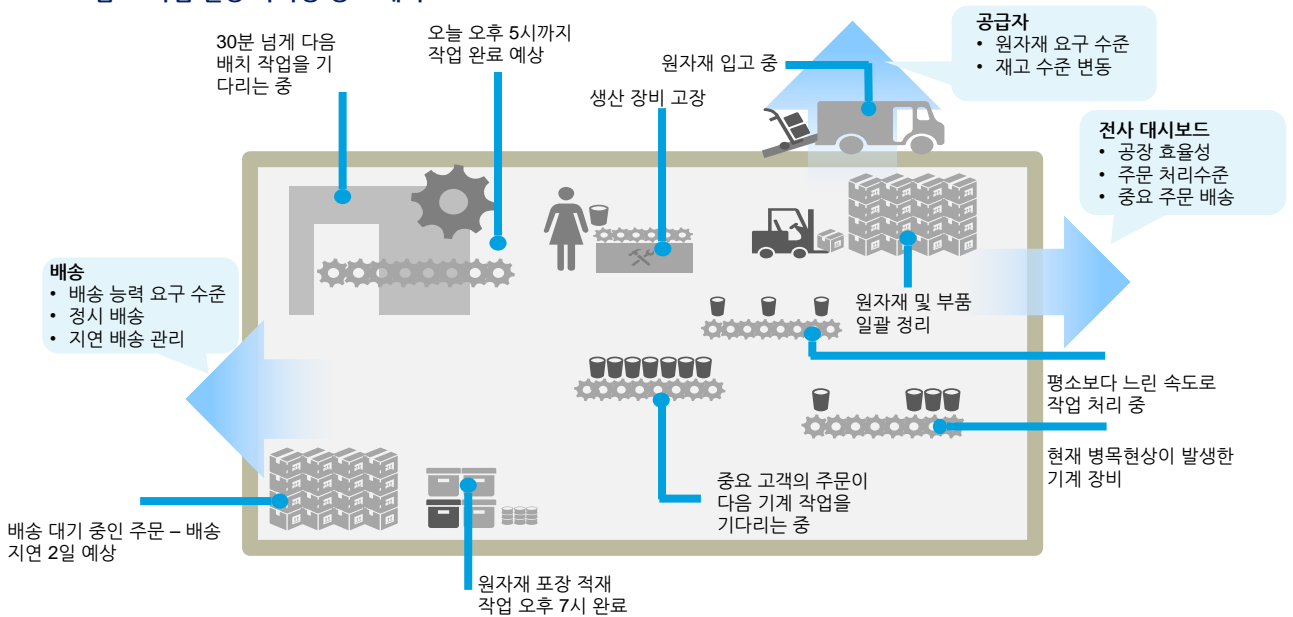 30분 넘게 다음
배치 작업을 기
다리는 중
오늘 오후 5시까지
작업 완료 예상
생산 장비 고장
원자재 입고 중
공급자
• 원자재 요구 수준
• 재고 수준 변동
전사 대시보드
• 공장 효율성
• 주문 처리수준
• 중요 주문 배송
배송
• 배송 능력 요구 수준
• 정시 배송
• 지연 배송 관리
원자재 및 부품
일괄 정리
평소보다 느린 속도로
작업 처리 중
현재 병목현상이 발생한
기계 장비
중요 고객의 주문이
다음 기계 작업을
기다리는 중
배송 대기 중인 주문 – 배송
지연 2일 예상
원자재 포장 적재
작업 오후 7시 완료